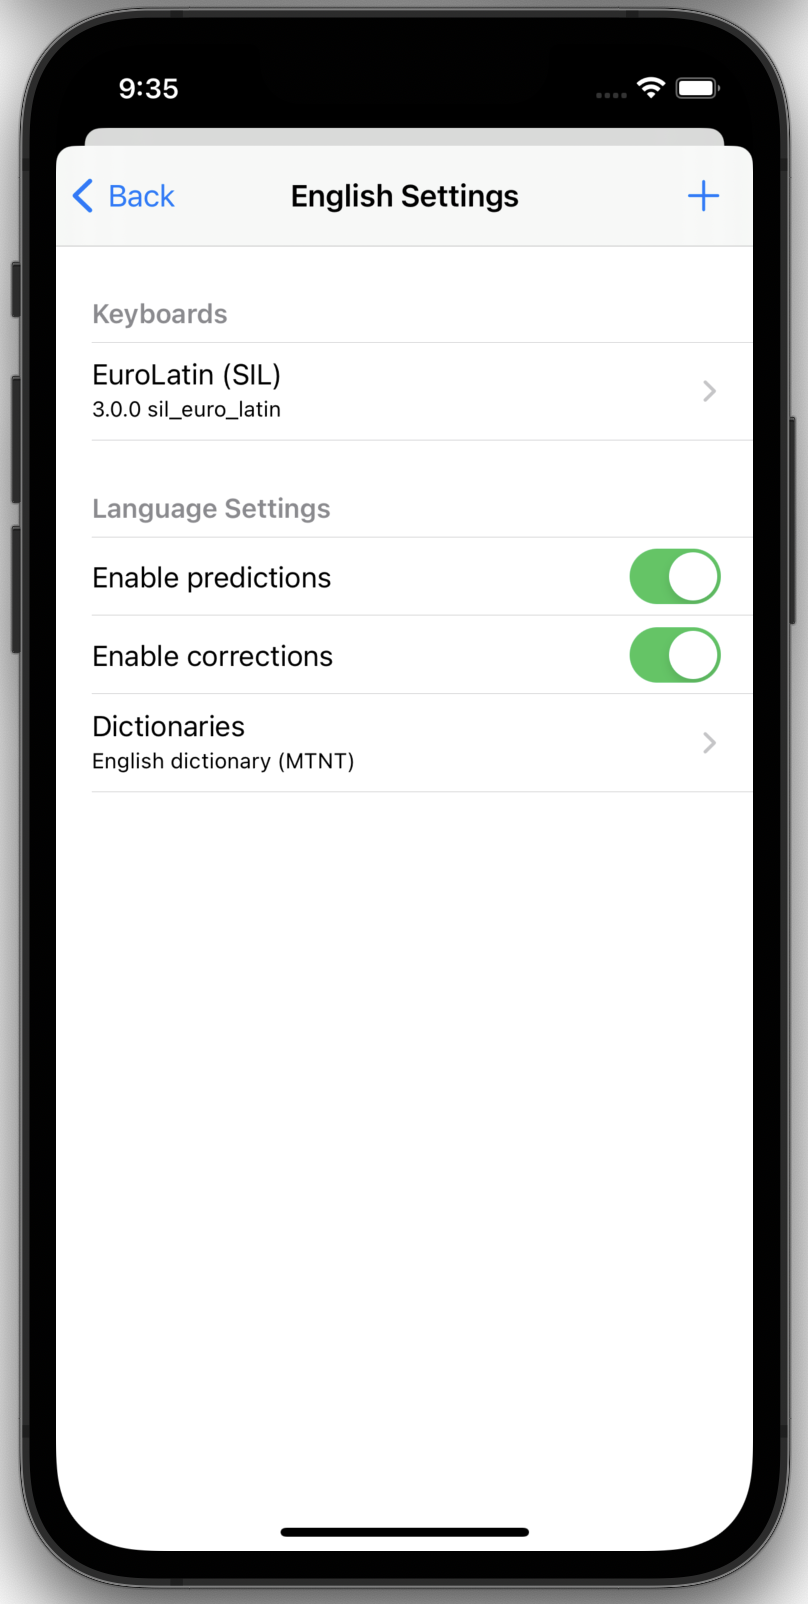 9:35
Back
English Settings
Keyboards
EuroLatin (SIL)
3.0.0 sil_euro_latin
Language Settings
Enable predictions
Enable corrections
Dictionaries
English dictionary (MTNT)